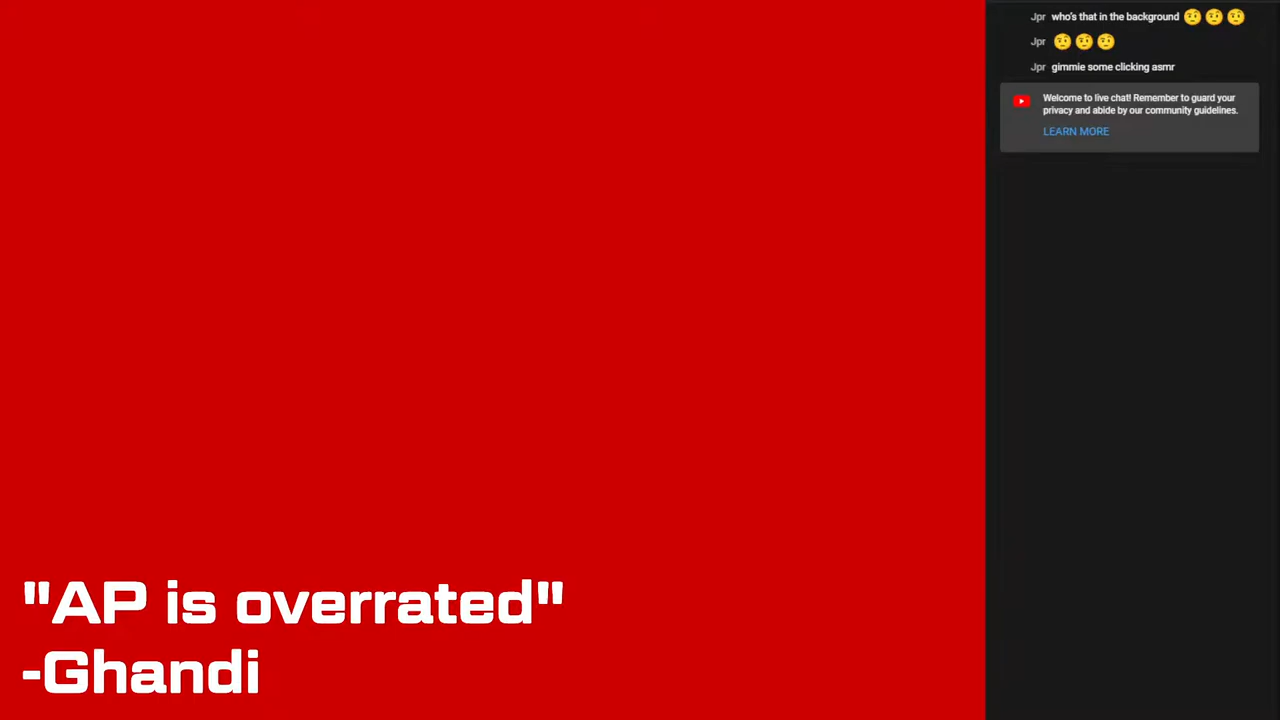 Jpr who's that in the background 🤨 🤨 🤨
Jpr 🤨 🤨 🤨
Jpr gimmie some clicking asmr
Welcome to live chat! Remember to guard your
privacy and abide by our community guidelines.
LEARN MORE
"AP is overrated"
-Ghandi